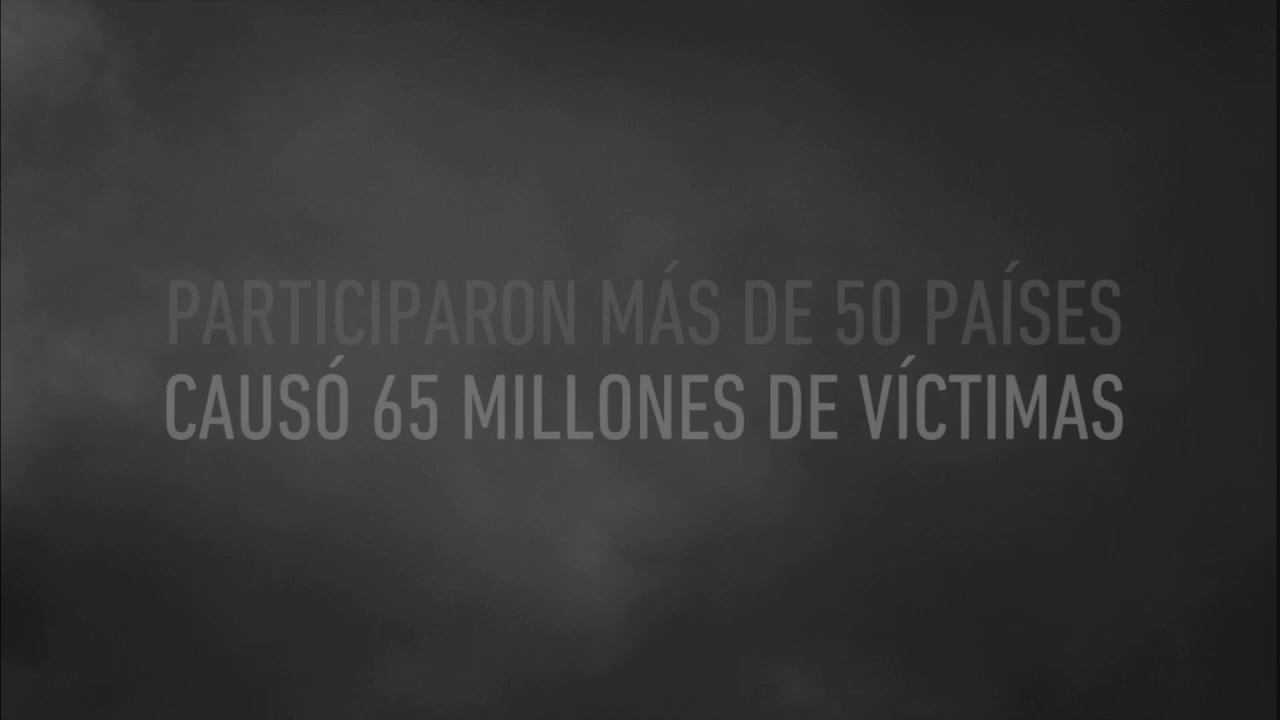 PARTICIPARON MÁS DE 50 PAÍSES
CAUSÓ 65 MILLONES DE VÍCTIMAS